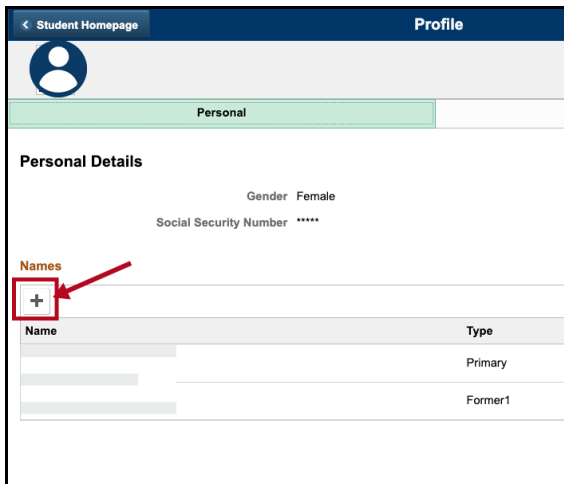 Student Homepage
Profile
Personal
Personal Details
Gender Female
Social Security Number *****
Names
+
Name Type
Primary
Former1